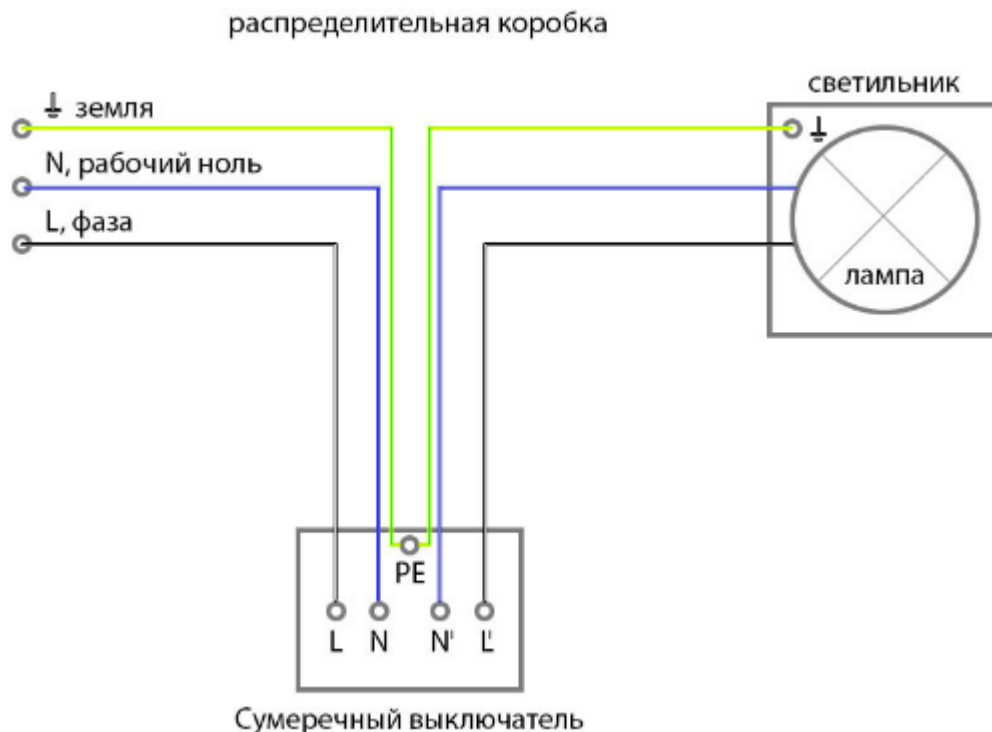 распределительная коробка
светильник
земля
N, рабочий ноль
L, фаза
лампа
PE
L N N' L'
Сумеречный выключатель